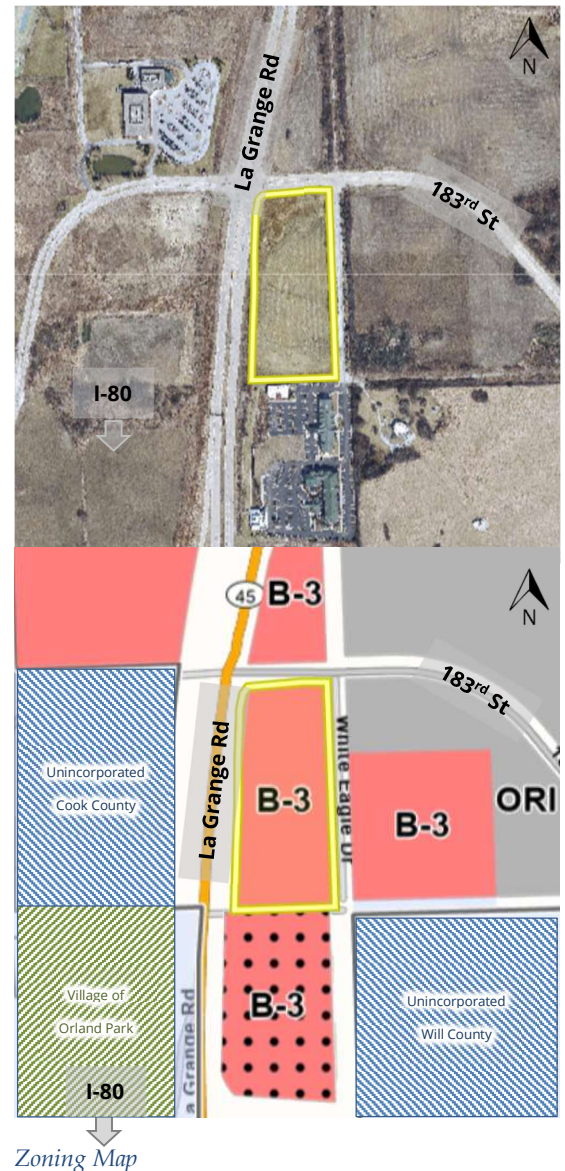 N
La Grange Rd
183rd St
I-80
N
45
B-3
183rd St
Unincorporated
Cook County
La Grange Rd
B-3
White Eagle Dr
B-3
ORI
Village of
Orland Park
B-3
Unincorporated
Will County
a Grange Rd
I-80
Zoning Map